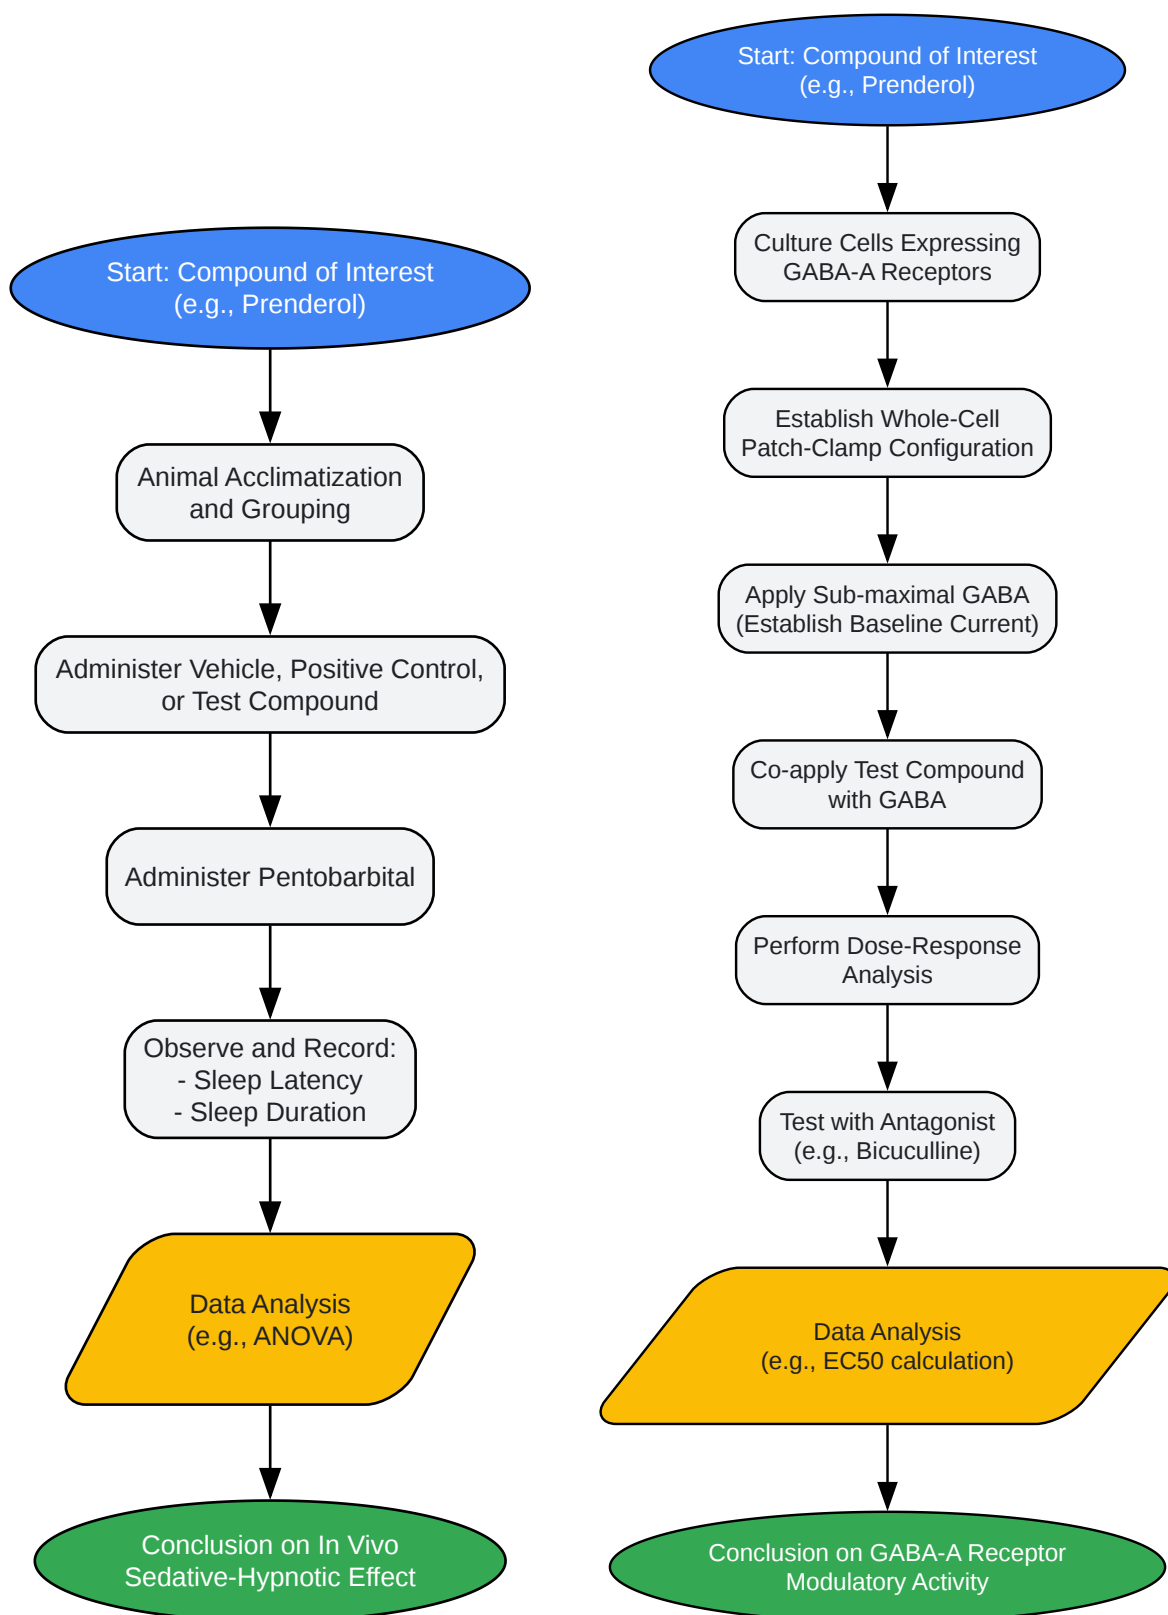 Start: Compound of Interest
(e.g., Prenderol)
Animal Acclimatization
and Grouping
Administer Vehicle, Positive Control,
or Test Compound
Administer Pentobarbital
Observe and Record:
- Sleep Latency
- Sleep Duration
Data Analysis
(e.g., ANOVA)
Conclusion on In Vivo
Sedative-Hypnotic Effect
Start: Compound of Interest
(e.g., Prenderol)
Culture Cells Expressing
GABA-A Receptors
Establish Whole-Cell
Patch-Clamp Configuration
Apply Sub-maximal GABA
(Establish Baseline Current)
Co-apply Test Compound
with GABA
Perform Dose-Response
Analysis
Test with Antagonist
(e.g., Bicuculline)
Data Analysis
(e.g., EC50 calculation)
Conclusion on GABA-A Receptor
Modulatory Activity